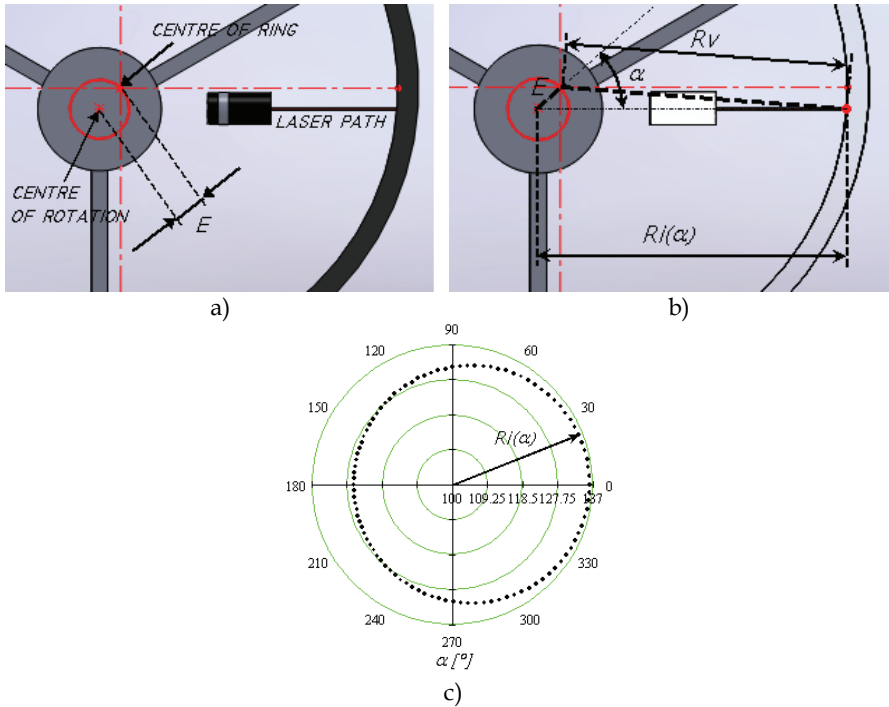 CENTRE OF RING
LASER PATH
CENTRE
OF ROTATION
E
a)
Rv
α
E
Ri(α)
b)
90
120
60
150
30
Ri(α)
180
0
100 109.25 118.5 127.75 137
210
330
240
300
270
α [°]
c)